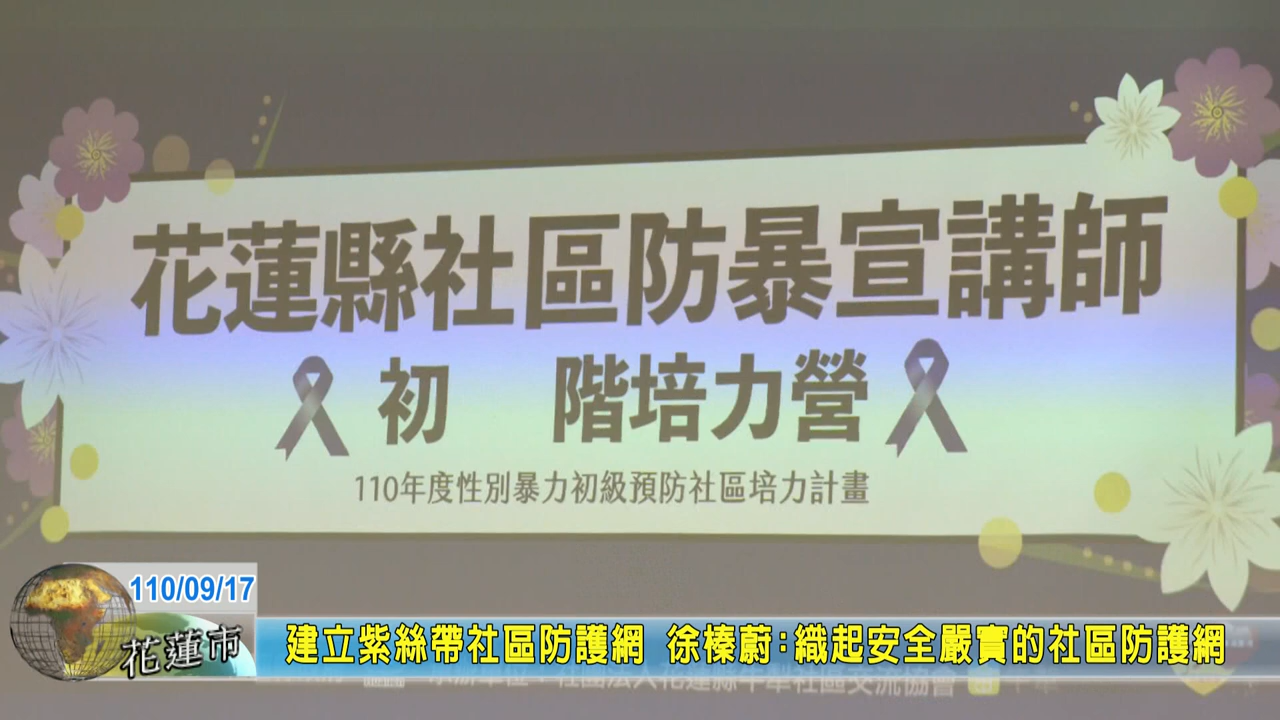 花蓮縣社區防暴宣講師
初 階培力營
110年度性別暴力初級預防社區培力計畫
110/09/17
花蓮市
建立紫絲帶社區防護網 徐榛蔚:織起安全嚴實的社區防護網